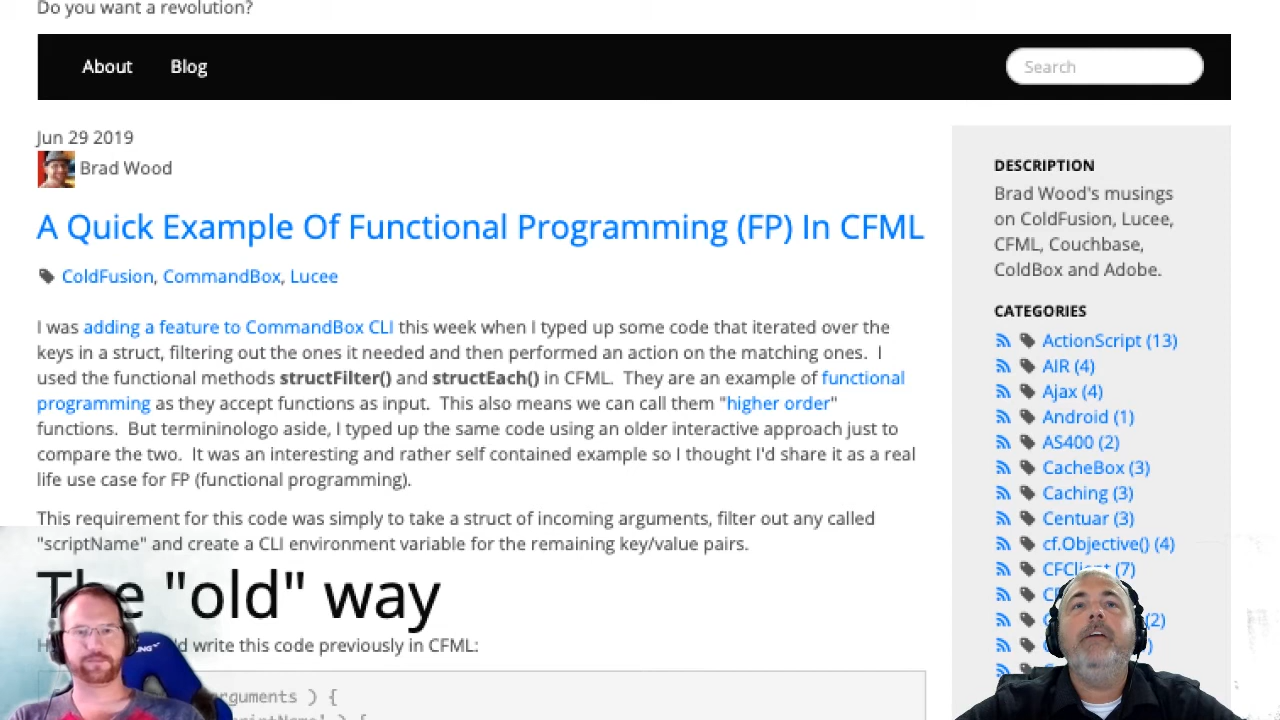 Do you want a revolution?
About Blog Search
Jun 29 2019
Brad Wood
A Quick Example Of Functional Programming (FP) In CFML
ColdFusion, CommandBox, Lucee
I was adding a feature to CommandBox CLI this week when I typed up some code that iterated over the
keys in a struct, filtering out the ones it needed and then performed an action on the matching ones. I
used the functional methods structFilter() and structEach() in CFML. They are an example of functional
programming as they accept functions as input. This also means we can call them "higher order"
functions. But termininologo aside, I typed up the same code using an older interactive approach just to
compare the two. It was an interesting and rather self contained example so I thought I'd share it as a real
life use case for FP (functional programming).
This requirement for this code was simply to take a struct of incoming arguments, filter out any called
"scriptName" and create a CLI environment variable for the remaining key/value pairs.
The "old" way
write this code previously in CFML:
arguments ) {
DESCRIPTION
Brad Wood's musings
on ColdFusion, Lucee,
CFML, Couchbase,
ColdBox and Adobe.
CATEGORIES
ActionScript (13)
AIR (4)
Ajax (4)
Android (1)
AS400 (2)
CacheBox (3)
Caching (3)
Centuar (3)
cf.Objective() (4)
CFClient (7)
(2)